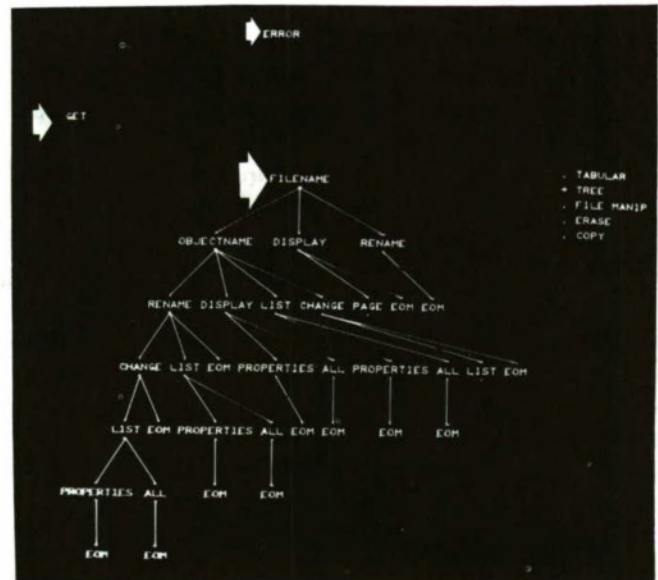 ERROR
GET
FILENAME
. TABULAR
* TREE
. FILE MANIP
. ERASE
. COPY
OBJECTNAME DISPLAY RENAME
RENAME DISPLAY LIST CHANGE PAGE EOM EOM
CHANGE LIST EOM PROPERTIES ALL PROPERTIES ALL LIST EOM
LIST EOM PROPERTIES ALL EOM EOM EOM EOM
PROPERTIES ALL EOM EOM
EOM EOM